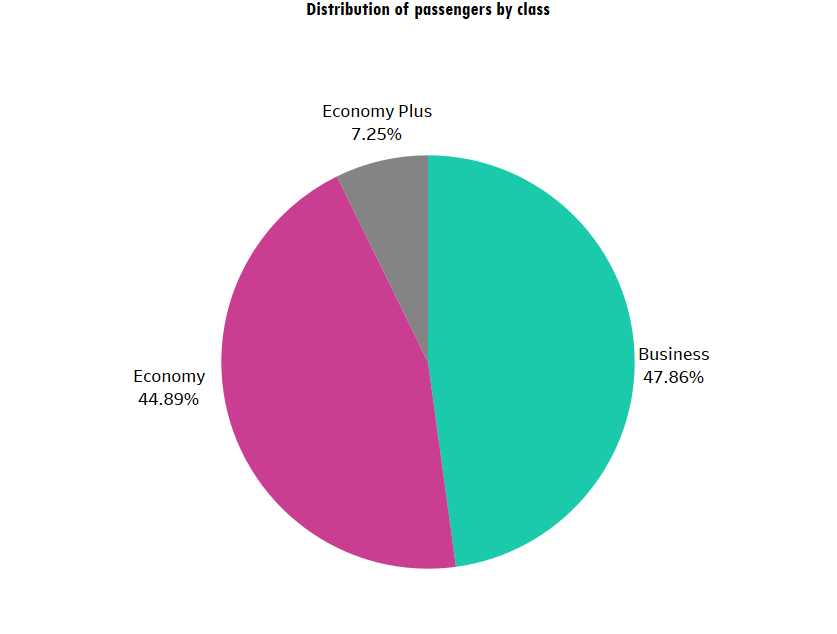 Distribution of passengers by class
Economy Plus
7.25%
Business
47.86%
Economy
44.89%